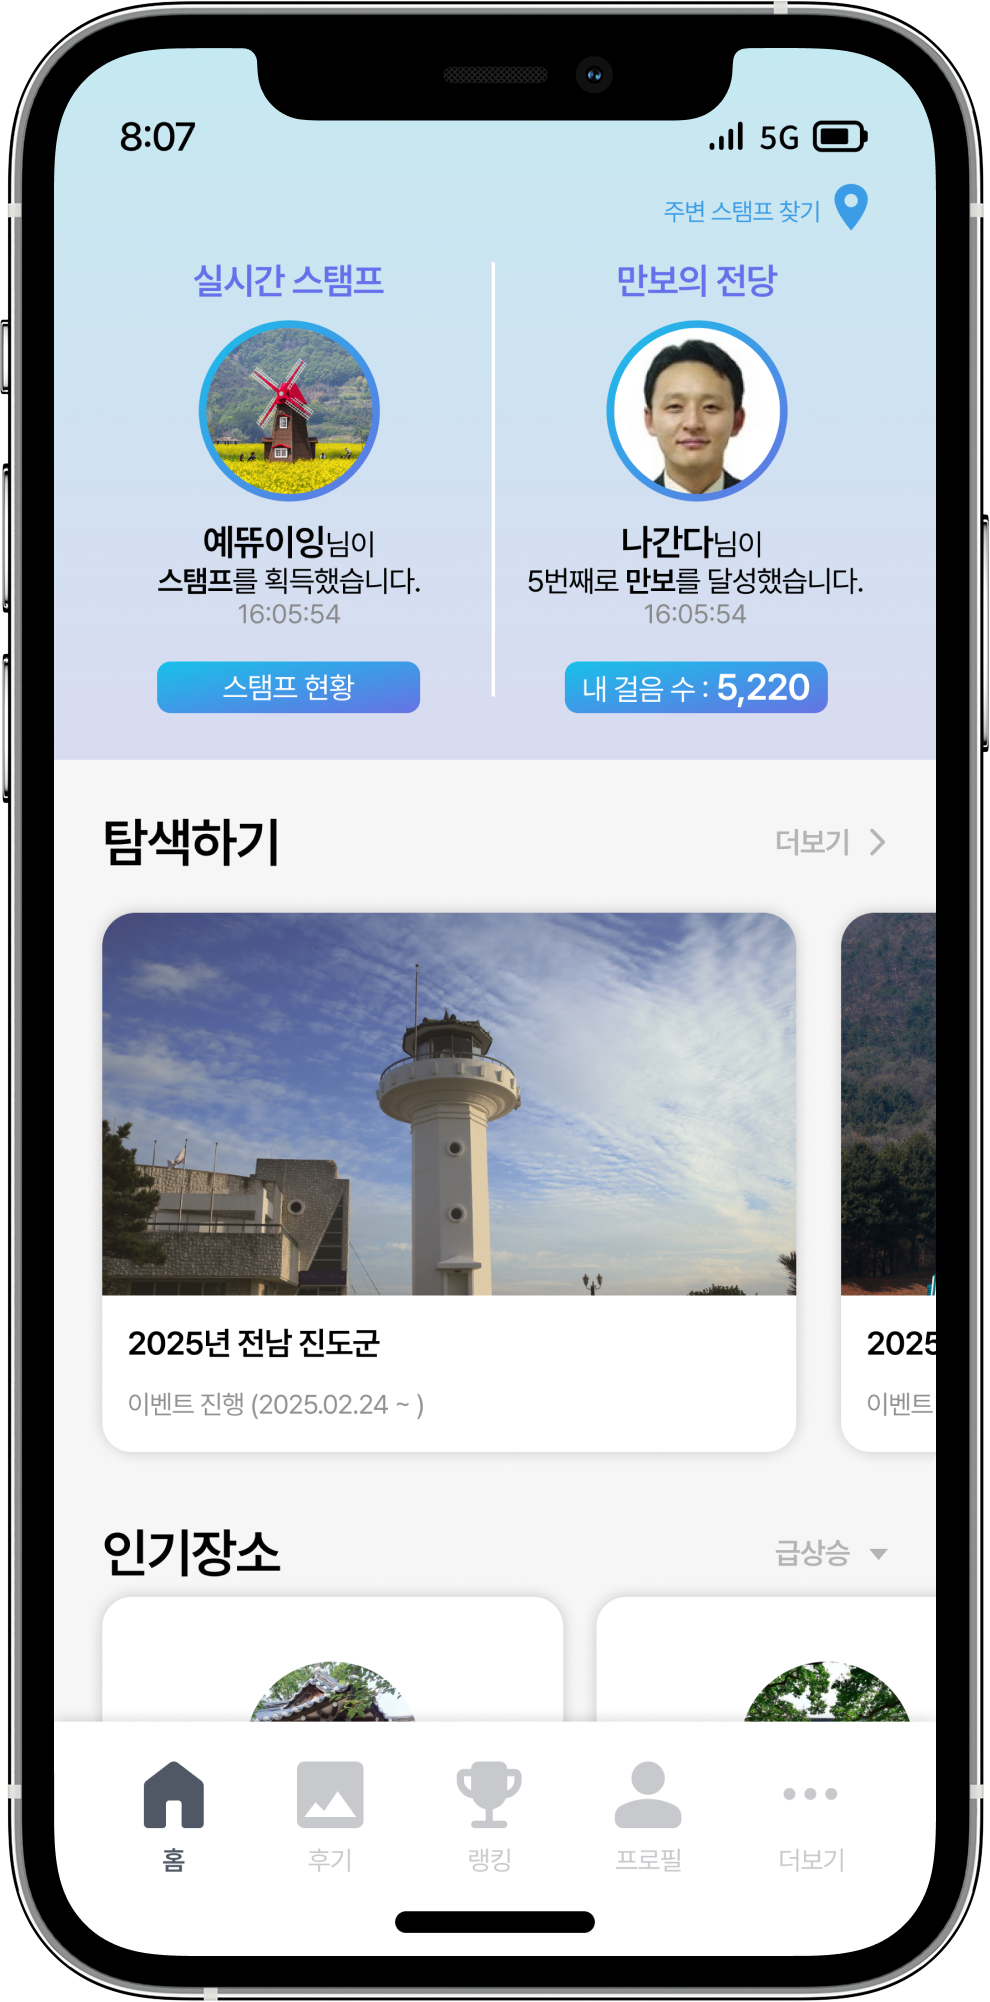 8:07
5G
주변 스탬프 찾기
실시간 스탬프
예뜌이잉님이
스탬프를 획득했습니다.
16:05:54
스탬프 현황
만보의 전당
나간다님이
5번째로 만보를 달성했습니다.
16:05:54
내 걸음 수 : 5,220
탐색하기
더보기
2025년 전남 진도군
이벤트 진행 (2025.02.24 ~ )
2025
이벤트
인기장소
급상승
홈
후기
랭킹
프로필
더보기